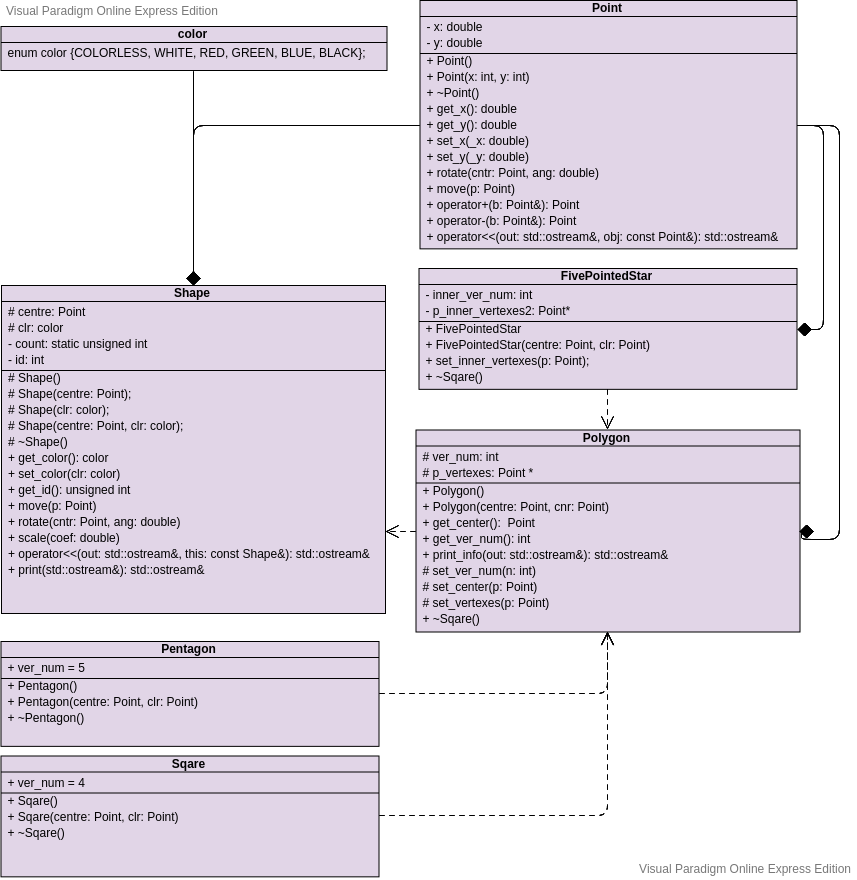 Visual Paradigm Online Express Edition
color
enum color {COLORLESS, WHITE, RED, GREEN, BLUE, BLACK};
Point
- x: double
- y: double
+ Point()
+ Point(x: int, y: int)
+ ~Point()
+ get_x(): double
+ get_y(): double
+ set_x(_x: double)
+ set_y(_y: double)
+ rotate(cntr: Point, ang: double)
+ move(p: Point)
+ operator+(b: Point&): Point
+ operator-(b: Point&): Point
+ operator<<(out: std::ostream&, obj: const Point&): std::ostream&
Shape
# centre: Point
# clr: color
- count: static unsigned int
- id: int
# Shape()
# Shape(centre: Point);
# Shape(clr: color);
# Shape(centre: Point, clr: color);
# ~Shape()
+ get_color(): color
+ set_color(clr: color)
+ get_id(): unsigned int
+ move(p: Point)
+ rotate(cntr: Point, ang: double)
+ scale(coef: double)
+ operator<<(out: std::ostream&, this: const Shape&): std::ostream&
+ print(std::ostream&): std::ostream&
FivePointedStar
- inner_ver_num: int
- p_inner_vertexes2: Point*
+ FivePointedStar
+ FivePointedStar(centre: Point, clr: Point)
+ set_inner_vertexes(p: Point);
+ ~Sqare()
Polygon
# ver_num: int
# p_vertexes: Point *
+ Polygon()
+ Polygon(centre: Point, cnr: Point)
+ get_center():  Point
+ get_ver_num(): int
+ print_info(out: std::ostream&): std::ostream&
# set_ver_num(n: int)
# set_center(p: Point)
# set_vertexes(p: Point)
+ ~Sqare()
Pentagon
+ ver_num = 5
+ Pentagon()
+ Pentagon(centre: Point, clr: Point)
+ ~Pentagon()
Sqare
+ ver_num = 4
+ Sqare()
+ Sqare(centre: Point, clr: Point)
+ ~Sqare()
Visual Paradigm Online Express Edition